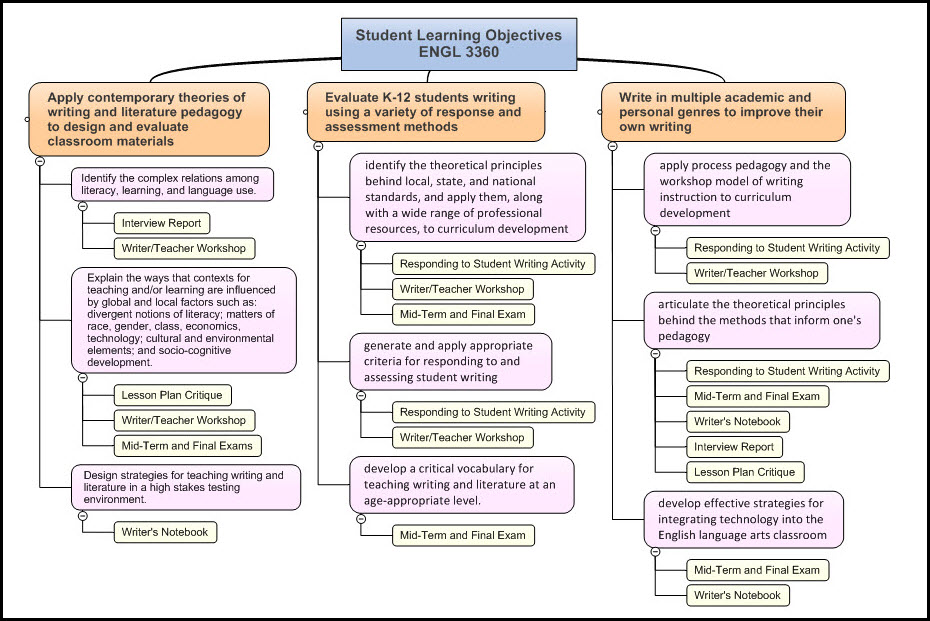 Student Learning Objectives
ENGL 3360
Apply contemporary theories of
writing and literature pedagogy
to design and evaluate
classroom materials
Identify the complex relations among
literacy, learning, and language use.
Interview Report
Writer/Teacher Workshop
Explain the ways that contexts for
teaching and/or learning are influenced
by global and local factors such as:
divergent notions of literacy; matters of
race, gender, class, economics,
technology; cultural and environmental
elements; and socio-cognitive
development.
Lesson Plan Critique
Writer/Teacher Workshop
Mid-Term and Final Exams
Design strategies for teaching writing and
literature in a high stakes testing
environment.
Writer's Notebook
Evaluate K-12 students writing
using a variety of response and
assessment methods
identify the theoretical principles
behind local, state, and national
standards, and apply them, along
with a wide range of professional
resources, to curriculum development
Responding to Student Writing Activity
Writer/Teacher Workshop
Mid-Term and Final Exam
generate and apply appropriate
criteria for responding to and
assessing student writing
Responding to Student Writing Activity
Writer/Teacher Workshop
develop a critical vocabulary for
teaching writing and literature at an
age-appropriate level.
Mid-Term and Final Exam
Write in multiple academic and
personal genres to improve their
own writing
apply process pedagogy and the
workshop model of writing
instruction to curriculum
development
Responding to Student Writing Activity
Writer/Teacher Workshop
articulate the theoretical principles
behind the methods that inform one's
pedagogy
Responding to Student Writing Activity
Mid-Term and Final Exam
Writer's Notebook
Interview Report
Lesson Plan Critique
develop effective strategies for
integrating technology into the
English language arts classroom
Mid-Term and Final Exam
Writer's Notebook